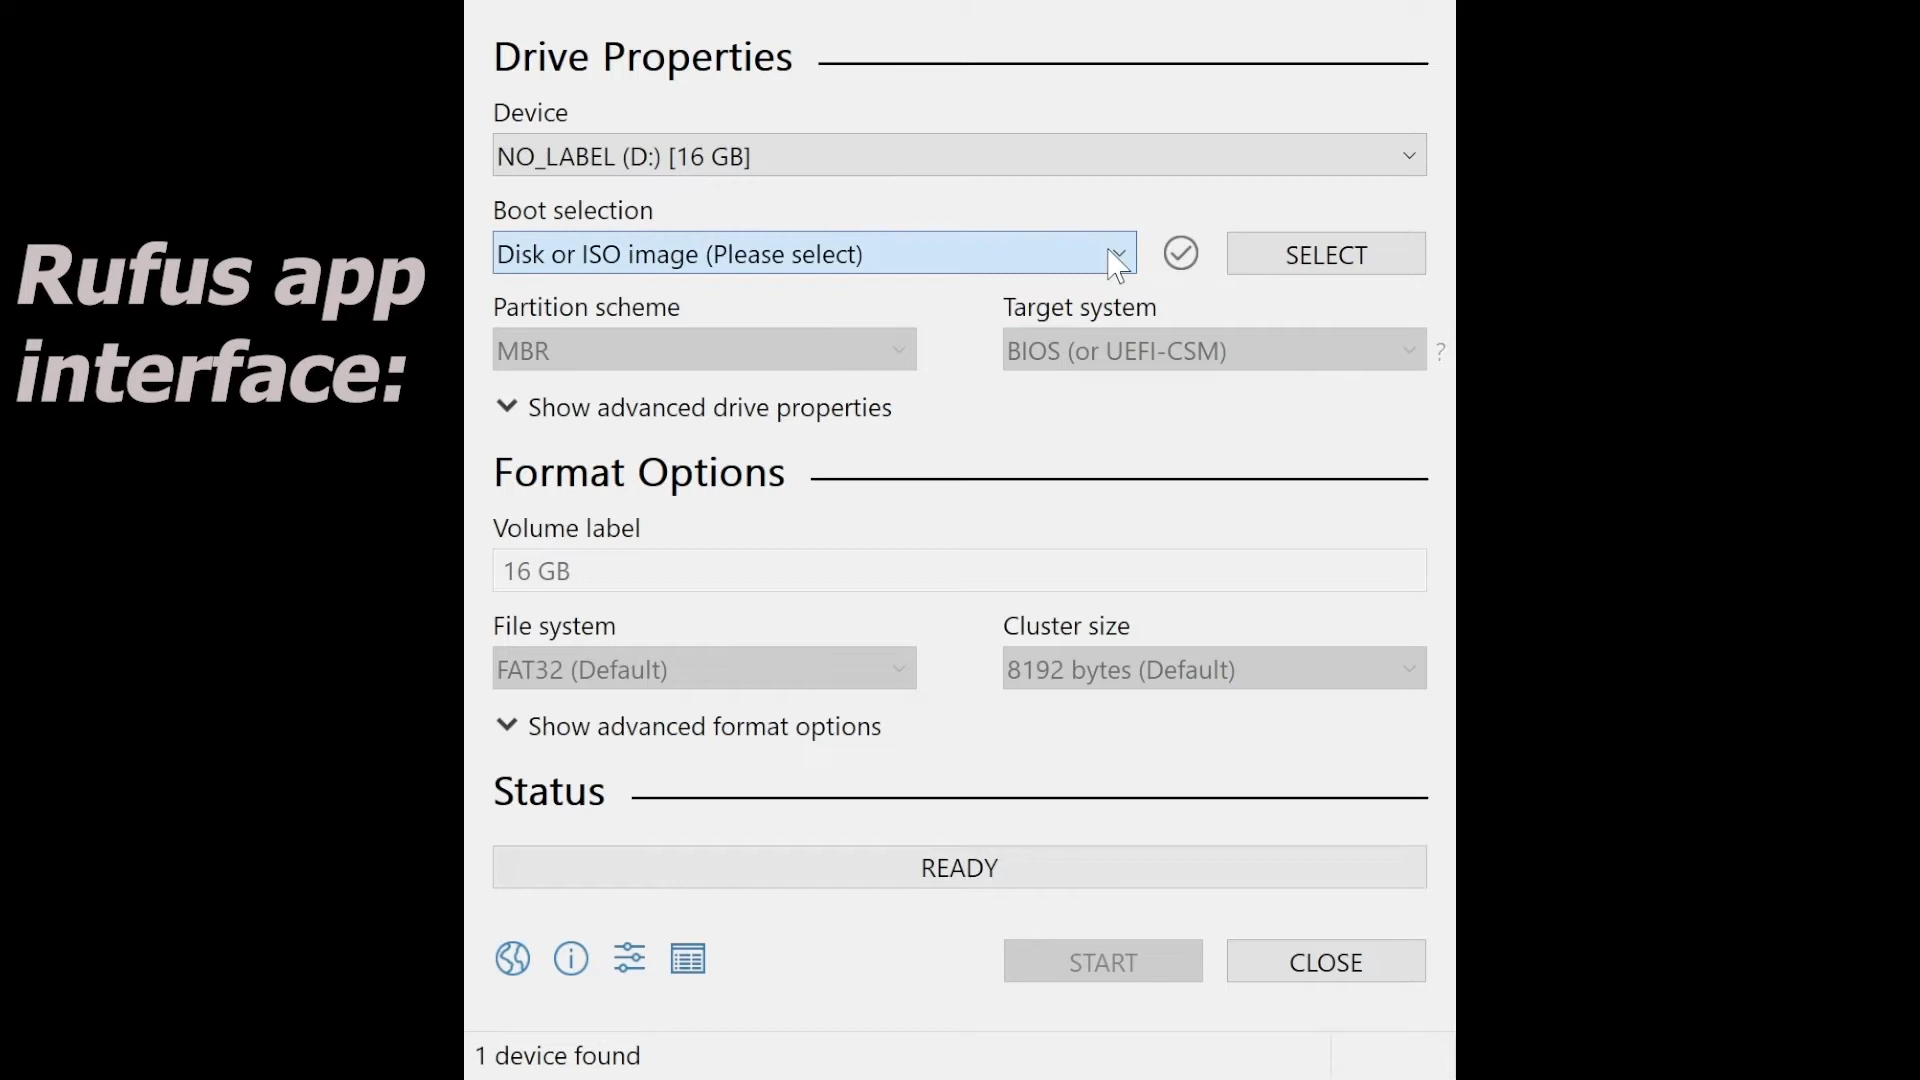 Rufus app
interface:
Drive Properties
Device
NO_LABEL (D:) [16 GB]
Boot selection
Disk or ISO image (Please select)
SELECT
Partition scheme
Target system
MBR
BIOS (or UEFI-CSM)
?
Show advanced drive properties
Format Options
Volume label
16 GB
File system
Cluster size
FAT32 (Default)
8192 bytes (Default)
Show advanced format options
Status
READY
START
CLOSE
1 device found